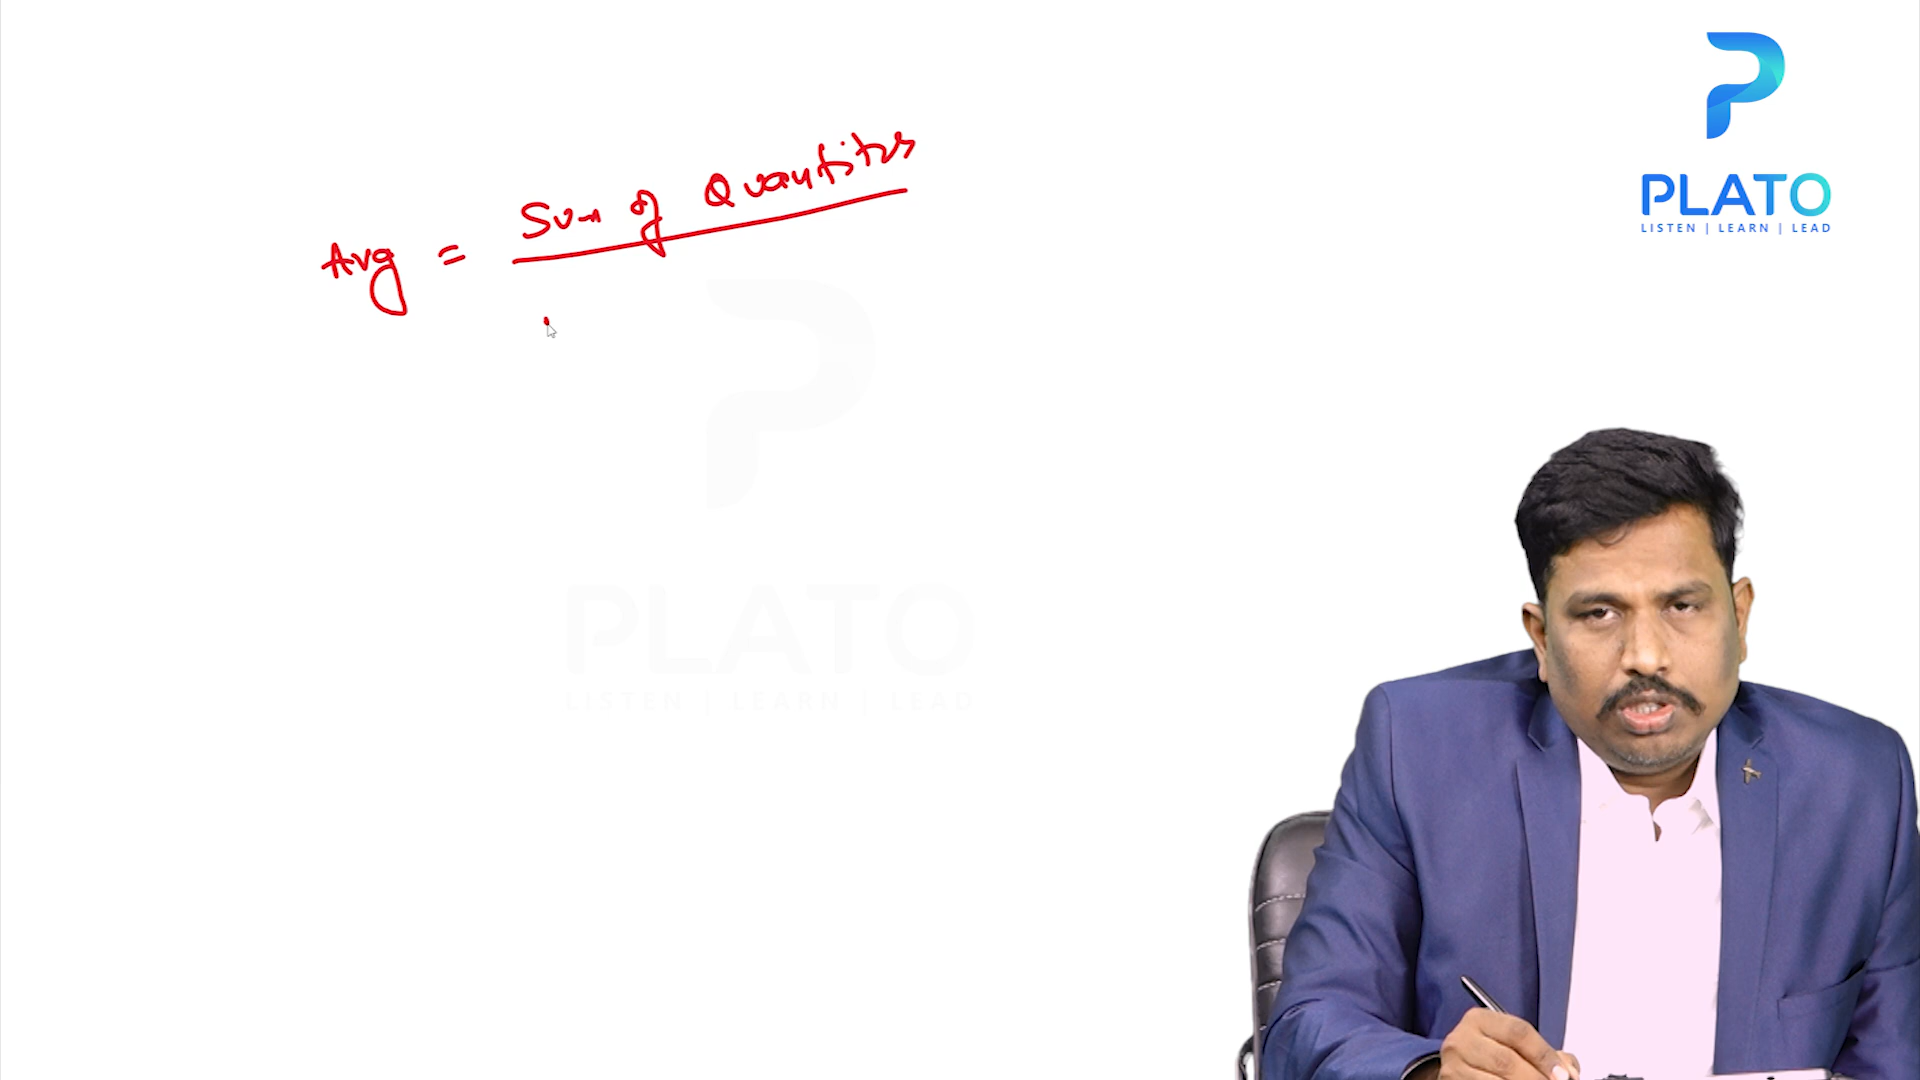 Avg = Sum of Quantities
PLATO
LISTEN | LEARN | LEAD
PLATO
LISTEN | LEARN | LEAD